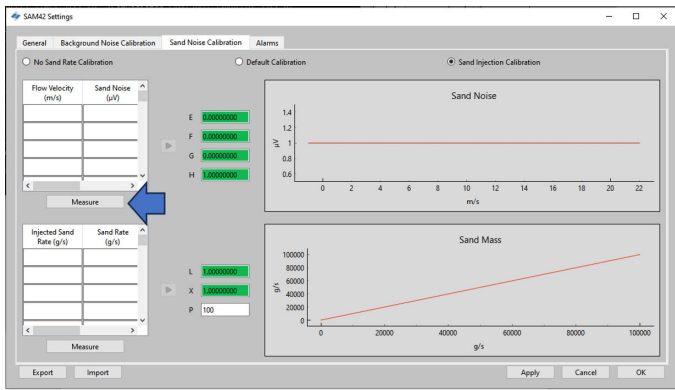 SAM42 Settings
General Background Noise Calibration Sand Noise Calibration Alarms
No Sand Rate Calibration Default Calibration Sand Injection Calibration
Flow Velocity (m/s) Sand Noise (µV)
E 0.00000000
F 0.00000000
G 0.00000000
H 1.00000000
Measure
Sand Noise
µV
1.4
1.2
1
0.8
0.6
0 2 4 6 8 10 12 14 16 18 20 22
m/s
Injected Sand Rate (g/s) Sand Rate (g/s)
L 1.00000000
X 1.00000000
P 100
Measure
Sand Mass
g/s
100000
80000
60000
40000
20000
0
0 20000 40000 60000 80000 100000
g/s
Export Import Apply Cancel OK